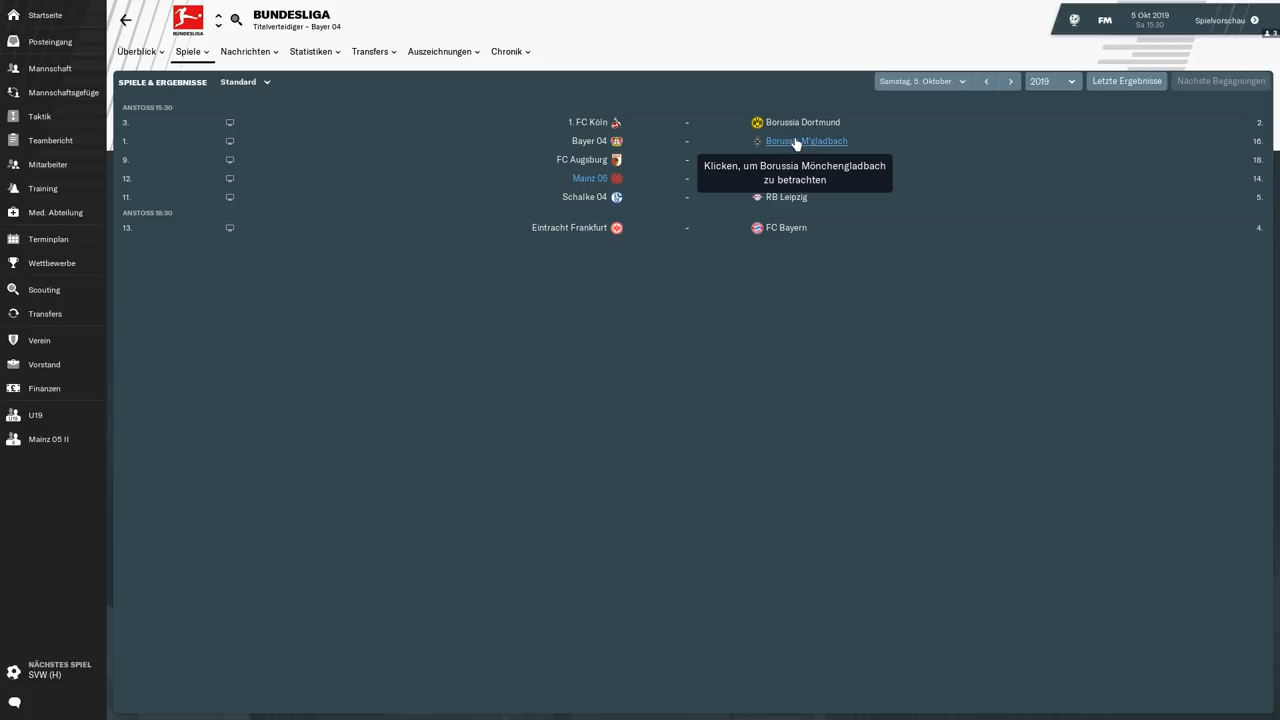 Startseite
Posteingang
Mannschaft
Mannschaftsgefüge
Taktik
Teambericht
Mitarbeiter
Training
Med. Abteilung
Terminplan
Wettbewerbe
Scouting
Transfers
Verein
Vorstand
Finanzen
U19
Mainz 05 II
NÄCHSTES SPIEL
SVW (H)
BUNDESLIGA
BUNDESLIGA
Titelverteidiger – Bayer 04
FM
5 Okt 2019
Sa 15:30
Spielvorschau
3
Überblick Spiele Nachrichten Statistiken Transfers Auszeichnungen Chronik
SPIELE & ERGEBNISSE Standard Samstag, 5. Oktober 2019 Letzte Ergebnisse Nächste Begegnungen
ANSTOSS 15:30
3. 1. FC Köln - Borussia Dortmund 2.
1. Bayer 04 - Borussia M'gladbach 16.
9. FC Augsburg - 18.
12. Mainz 05 - 14.
11. Schalke 04 - RB Leipzig 5.
Klicken, um Borussia Mönchengladbach
zu betrachten
ANSTOSS 18:30
13. Eintracht Frankfurt - FC Bayern 4.